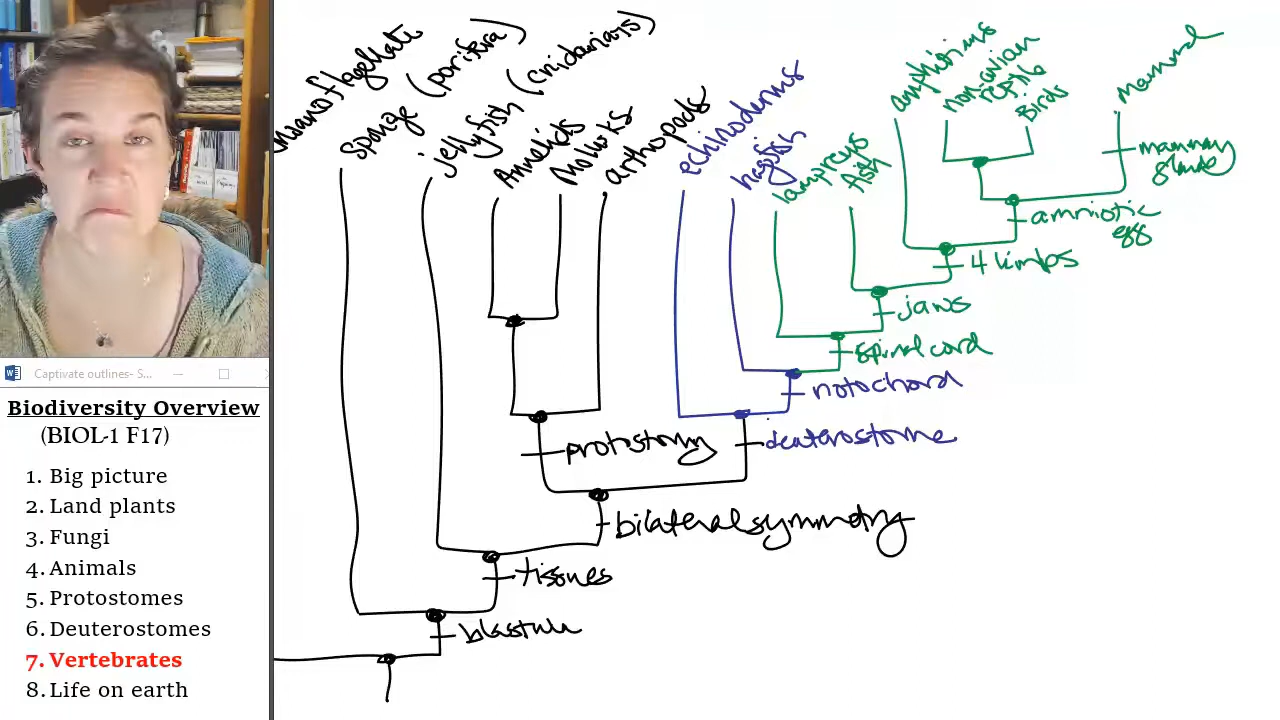 sponge (porifera)
jellyfish (cnidarians)
Annelids
Mollusks
arthopods
echinoderms
hagfish
lampreys
fish
amphibians
non-avian
reptile
Birds
Mammal
mammary
glands
amniotic
egg
4 limbs
jaws
spinal cord
notochord
deuterostome
protostomy
bilateral symmetry
tissues
blastula
Captivate outlines- S...
Biodiversity Overview
(BIOL-1 F17)
1. Big picture
2. Land plants
3. Fungi
4. Animals
5. Protostomes
6. Deuterostomes
7. Vertebrates
8. Life on earth